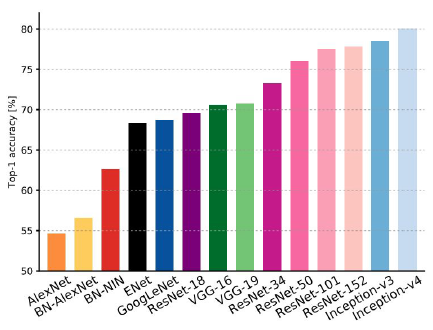 Top-1 accuracy [%]
80
75
70
65
60
55
50
AlexNet
BN-AlexNet
BN-NIN
ENet
GoogLeNet
ResNet-18
VGG-16
VGG-19
ResNet-34
ResNet-50
ResNet-101
ResNet-152
Inception-v3
Inception-v4